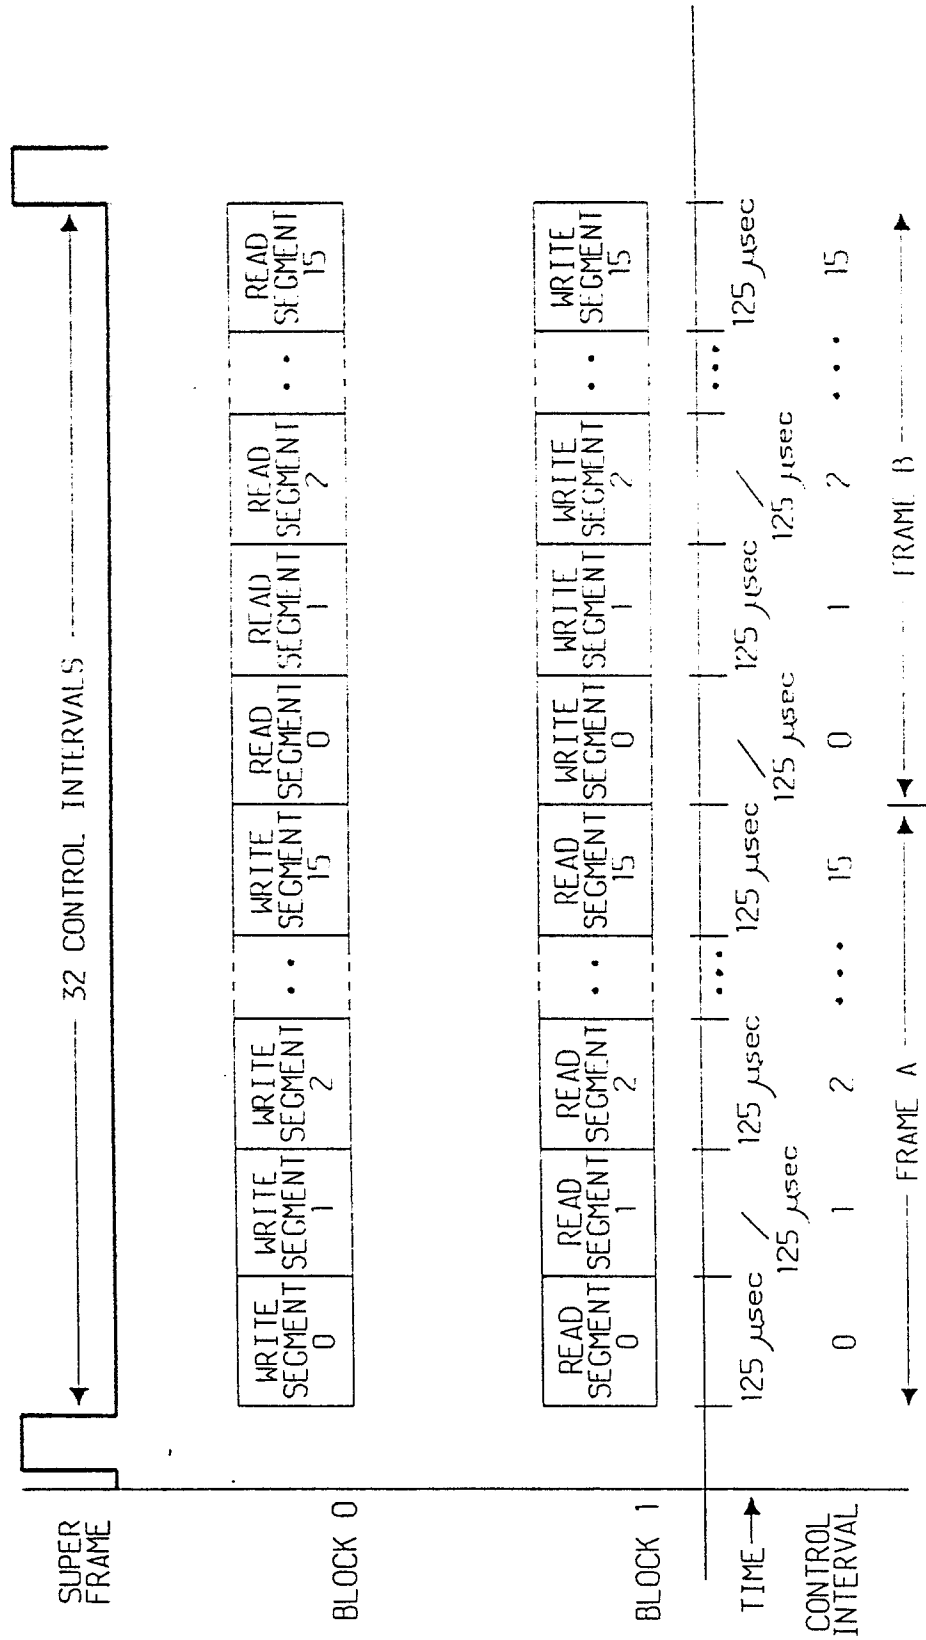 SUPER
FRAME
32 CONTROL INTERVALS
BLOCK 0
WRITE
SEGMENT
0
WRITE
SEGMENT
1
WRITE
SEGMENT
2
• •
WRITE
SEGMENT
15
READ
SEGMENT
0
READ
SEGMENT
1
READ
SEGMENT
2
• •
READ
SEGMENT
15
BLOCK 1
READ
SEGMENT
0
READ
SEGMENT
1
READ
SEGMENT
2
• •
READ
SEGMENT
15
WRITE
SEGMENT
0
WRITE
SEGMENT
1
WRITE
SEGMENT
2
• •
WRITE
SEGMENT
15
TIME
125 µsec
125 µsec
125 µsec
•••
125 µsec
125 µsec
125 µsec
125 µsec
•••
125 µsec
CONTROL
INTERVAL
0 1 2 ••• 15 0 1 2 ••• 15
FRAME A FRAME B